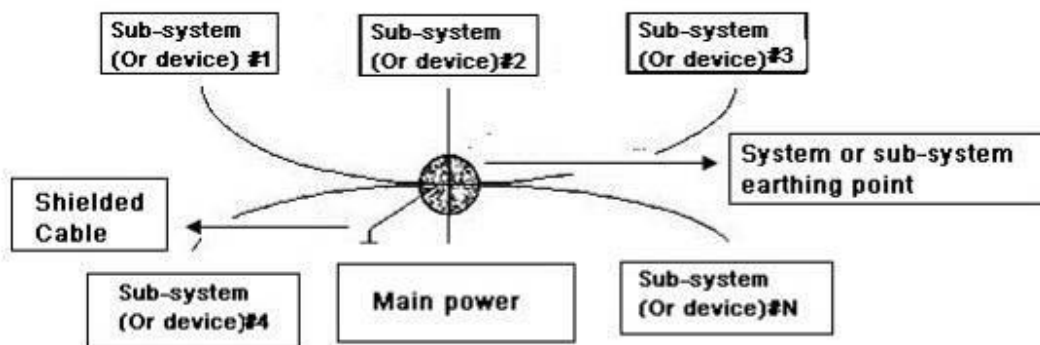 Sub-system
(Or device) #1
Sub-system
(Or device)#2
Sub-system
(Or device)#3
System or sub-system
earthing point
Shielded
Cable
Sub-system
(Or device)#4
Main power
Sub-system
(Or device)#N